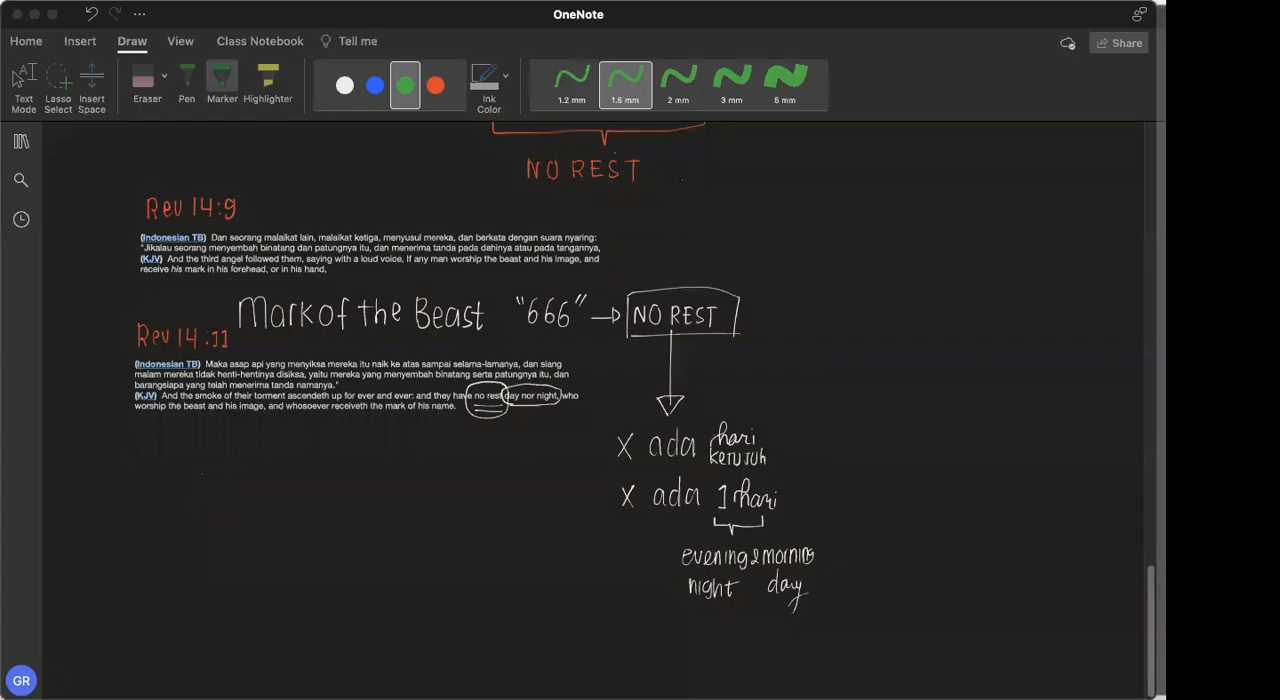 OneNote
Home Insert Draw View Class Notebook Tell me
Share
Text Mode
Lasso Select
Insert Space
Eraser
Pen
Marker
Highlighter
Ink Color
1.2 mm
1.5 mm
2 mm
3 mm
5 mm
NO REST
Rev 14:9
(Indonesian TB) Dan seorang malaikat lain, malaikat ketiga, menyusul mereka, dan berkata dengan suara nyaring:
"Jikalau seorang menyembah binatang dan patungnya itu, dan menerima tanda pada dahinya atau pada tangannya,
(KJV) And the third angel followed them, saying with a loud voice, If any man worship the beast and his image, and
receive his mark in his forehead, or in his hand,
Mark of the Beast "666" → NO REST
Rev 14:11
(Indonesian TB) Maka asap api yang menyiksa mereka itu naik ke atas sampai selama-lamanya, dan siang
malam mereka tidak henti-hentinya disiksa, yaitu mereka yang menyembah binatang serta patungnya itu, dan
barangsiapa yang telah menerima tanda namanya."
(KJV) And the smoke of their torment ascendeth up for ever and ever: and they have no rest day nor night, who
worship the beast and his image, and whosoever receiveth the mark of his name.
X ada hari
ketujuh
X ada 1 hari
evening & morning
night day
GR